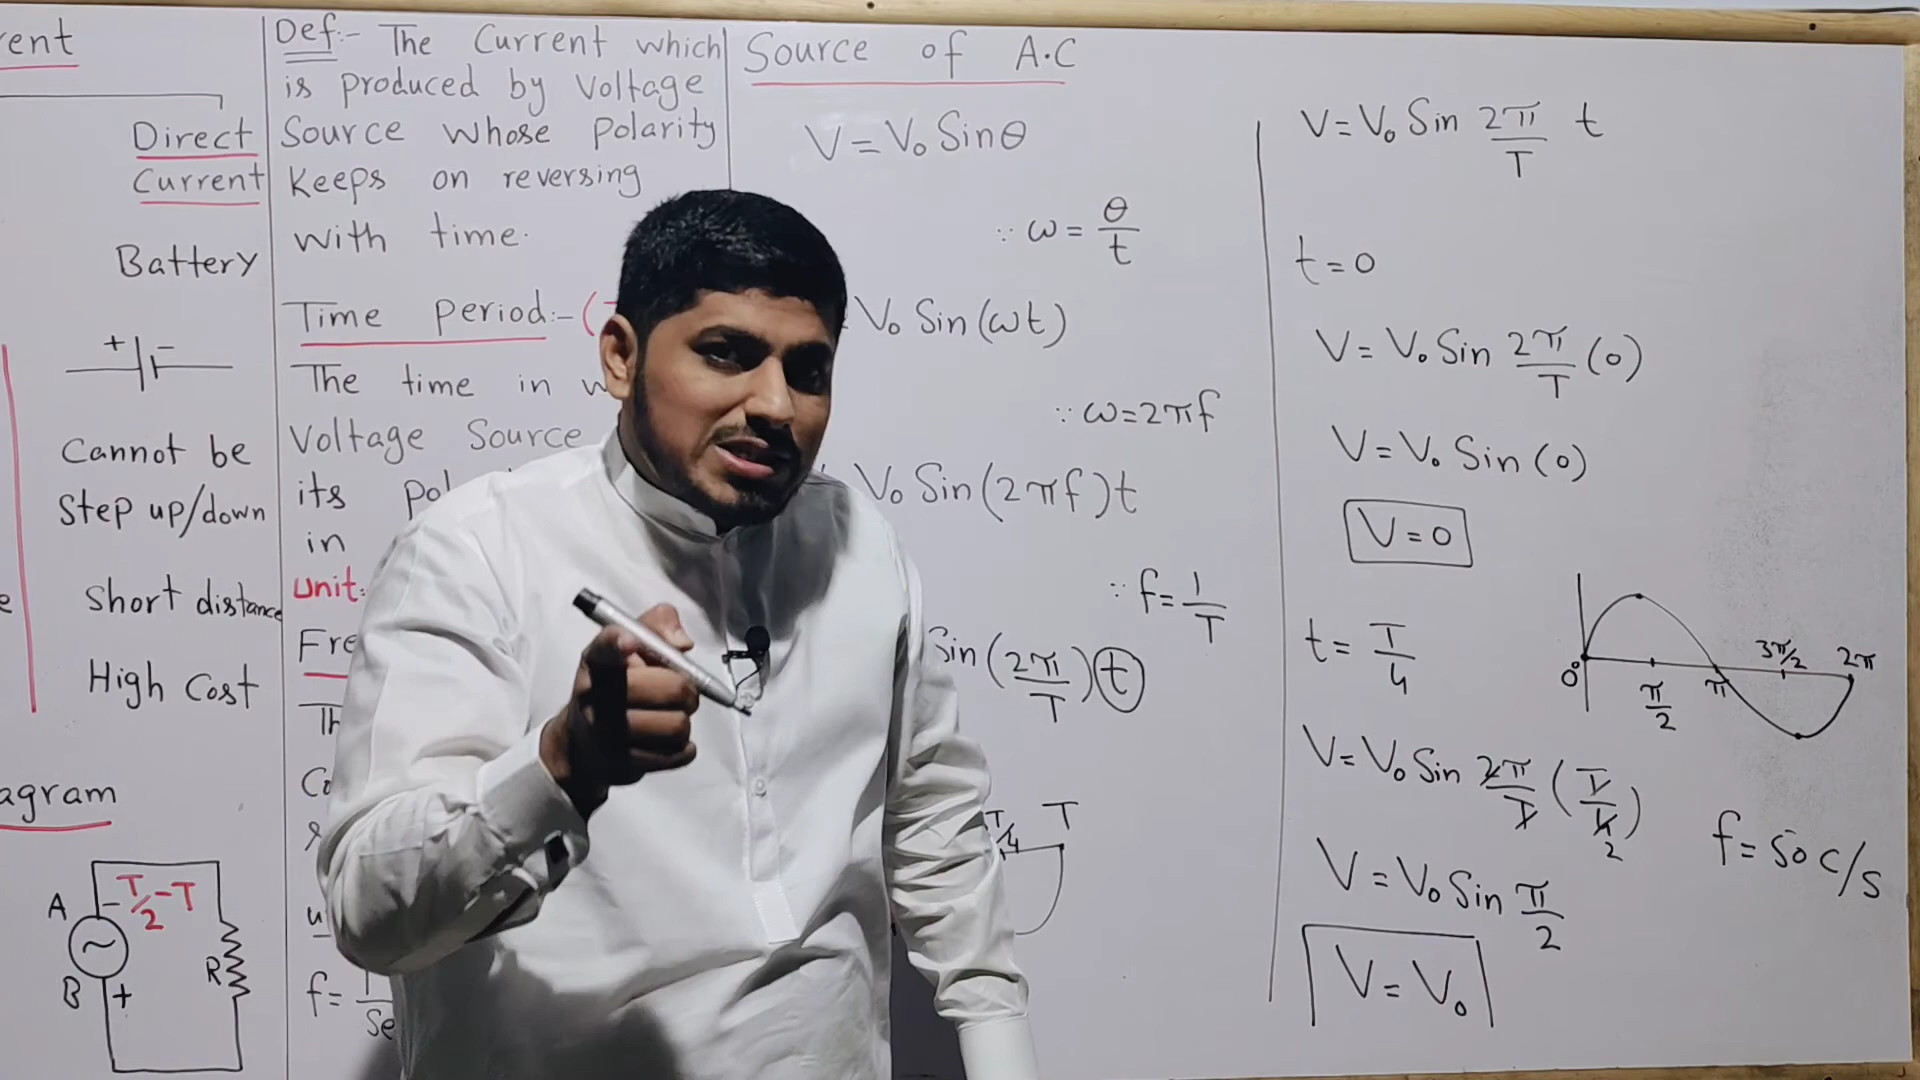 Direct
Current
Battery
+ -
Cannot be
Step up/down
Short distance
High Cost
A
- T/2 - T
B
+
R
Def:- The Current which
is produced by Voltage
Source whose Polarity
Keeps on reversing
with time.
Time Period:-
The time in
Voltage Source
its
in
Unit:
f=
Source of A.C
V = V₀ Sinθ
∵ ω = θ/t
V₀ Sin(ωt)
∵ ω=2πf
V₀ Sin(2πf)t
∵ f = 1/T
Sin(2π/T)t
T
V = V₀ Sin 2π/T t
t = 0
V = V₀ Sin 2π/T (0)
V = V₀ Sin (0)
V = 0
t = T/4
0° π/2 π 3π/2 2π
V = V₀ Sin 2π/T (T/4) 2
f = 50 C/S
V = V₀ Sin π/2
V = V₀